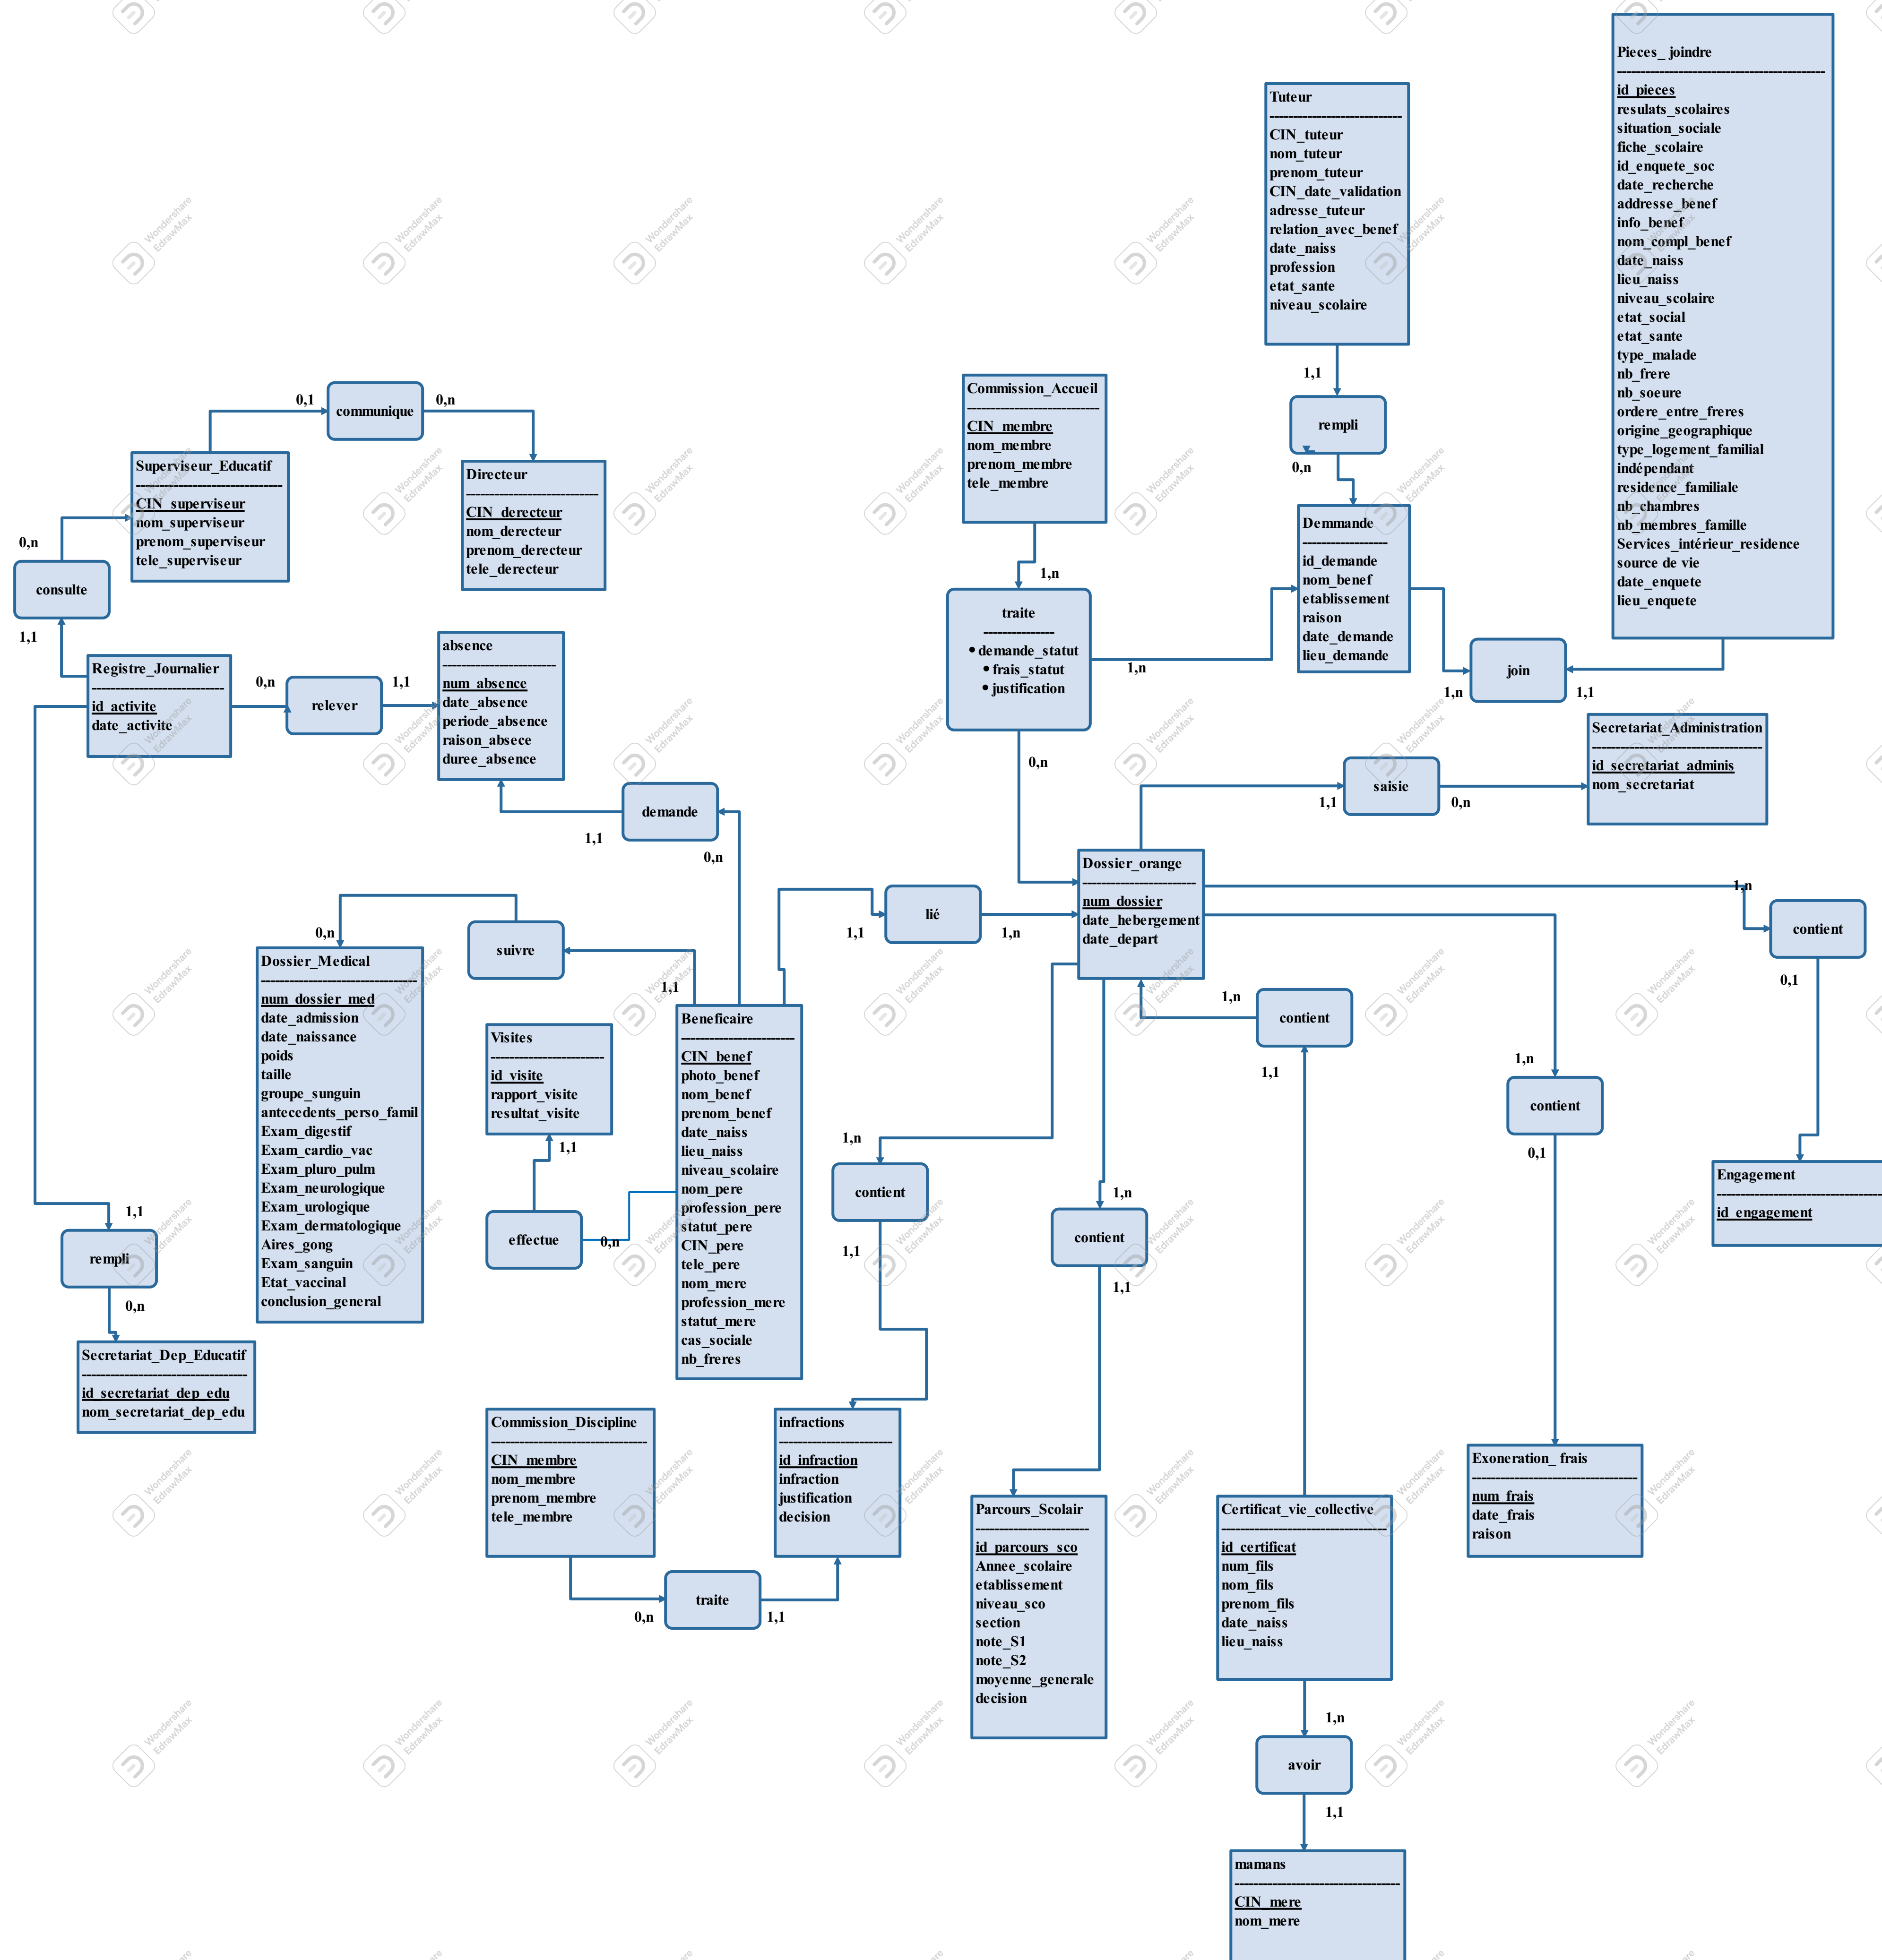 Pieces_ joindre
id_pieces
resulats_scolaires
situation_sociale
fiche_scolaire
id_enquete_soc
date_recherche
addresse_benef
info_benef
nom_compl_benef
date_naiss
lieu_naiss
niveau_scolaire
etat_social
etat_sante
type_malade
nb_frere
nb_soeure
ordere_entre_freres
origine_geographique
type_logement_familial
indépendant
residence_familiale
nb_chambres
nb_membres_famille
Services_intérieur_residence
source de vie
date_enquete
lieu_enquete
Tuteur
CIN_tuteur
nom_tuteur
prenom_tuteur
CIN_date_validation
adresse_tuteur
relation_avec_benef
date_naiss
profession
etat_sante
niveau_scolaire
1,1
rempli
0,n
Commission_Accueil
CIN_membre
nom_membre
prenom_membre
tele_membre
1,n
0,1
communique
0,n
Superviseur_Educatif
CIN_superviseur
nom_superviseur
prenom_superviseur
tele_superviseur
Directeur
CIN_derecteur
nom_derecteur
prenom_derecteur
tele_derecteur
0,n
consulte
1,1
Demmande
id_demande
nom_benef
etablissement
raison
date_demande
lieu_demande
traite
• demande_statut
• frais_statut
• justification
1,n
0,n
1,n
join
1,1
Registre_Journalier
id_activite
date_activite
0,n
relever
1,1
absence
num_absence
date_absence
periode_absence
raison_absece
duree_absence
demande
1,1
0,n
Secretariat_Administration
id_secretariat_adminis
nom_secretariat
1,1
saisie
0,n
Dossier_orange
num_dossier
date_hebergement
date_depart
1,1
lié
1,n
1,n
contient
0,1
suivre
0,n
1,1
Dossier_Medical
num_dossier_med
date_admission
date_naissance
poids
taille
groupe_sunguin
antecedents_perso_famil
Exam_digestif
Exam_cardio_vac
Exam_pluro_pulm
Exam_neurologique
Exam_urologique
Exam_dermatologique
Aires_gong
Exam_sanguin
Etat_vaccinal
conclusion_general
Visites
id_visite
rapport_visite
resultat_visite
1,1
effectue
0,n
Beneficaire
CIN_benef
photo_benef
nom_benef
prenom_benef
date_naiss
lieu_naiss
niveau_scolaire
nom_pere
profession_pere
statut_pere
CIN_pere
tele_pere
nom_mere
profession_mere
statut_mere
cas_sociale
nb_freres
1,n
contient
1,1
1,n
contient
1,1
1,n
contient
1,1
1,n
contient
0,1
Engagement
id_engagement
1,1
rempli
0,n
Secretariat_Dep_Educatif
id_secretariat_dep_edu
nom_secretariat_dep_edu
Commission_Discipline
CIN_membre
nom_membre
prenom_membre
tele_membre
0,n
traite
1,1
infractions
id_infraction
infraction
justification
decision
Parcours_Scolair
id_parcours_sco
Annee_scolaire
etablissement
niveau_sco
section
note_S1
note_S2
moyenne_generale
decision
Certificat_vie_collective
id_certificat
num_fils
nom_fils
prenom_fils
date_naiss
lieu_naiss
Exoneration_ frais
num_frais
date_frais
raison
1,n
avoir
1,1
mamans
CIN_mere
nom_mere
Wondershare
EdrawMax